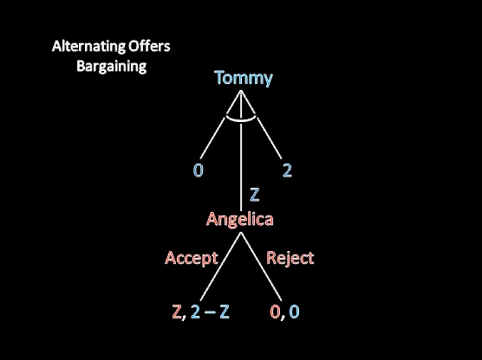 Alternating Offers
Bargaining
Tommy
0
2
Z
Angelica
Accept
Reject
Z, 2 – Z
0, 0